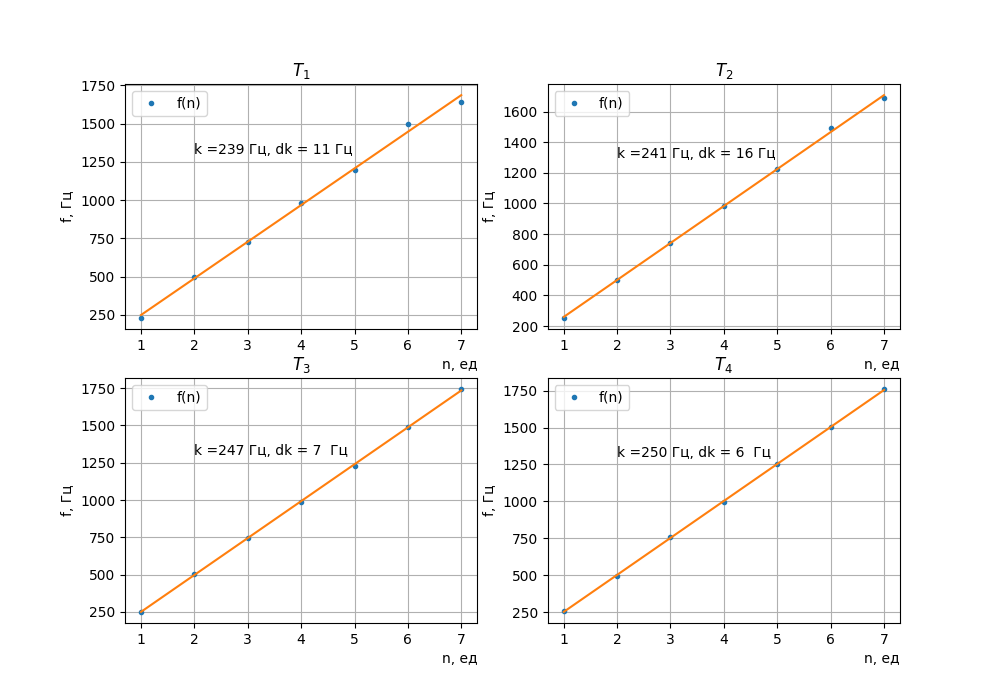 T₁
f(n)
k =239 Гц, dk = 11 Гц
f, Гц
1750
1500
1250
1000
750
500
250
1 2 3 4 5 6 7
n, ед
T₂
f(n)
k =241 Гц, dk = 16 Гц
f, Гц
1600
1400
1200
1000
800
600
400
200
1 2 3 4 5 6 7
n, ед
T₃
f(n)
k =247 Гц, dk = 7  Гц
f, Гц
1750
1500
1250
1000
750
500
250
1 2 3 4 5 6 7
n, ед
T₄
f(n)
k =250 Гц, dk = 6  Гц
f, Гц
1750
1500
1250
1000
750
500
250
1 2 3 4 5 6 7
n, ед